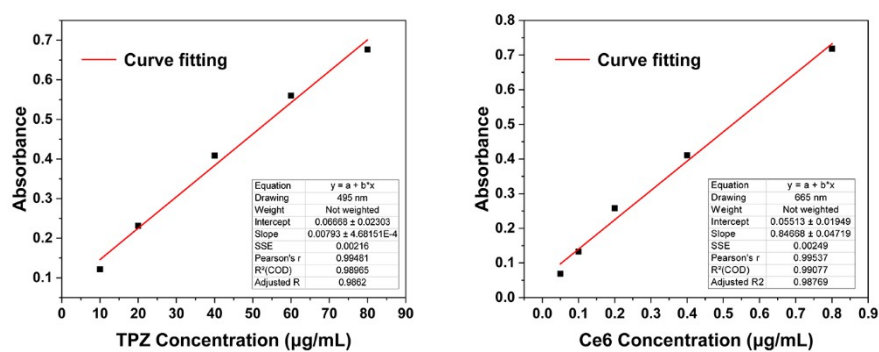 Curve fitting
Absorbance
0.7
0.6
0.5
0.4
0.3
0.2
0.1
Equation y = a + b*x
Drawing 495 nm
Weight Not weighted
Intercept 0.06668 ± 0.02303
Slope 0.00793 ± 4.68151E-4
SSE 0.00216
Pearson's r 0.99481
R²(COD) 0.98965
Adjusted R 0.9862
0 10 20 30 40 50 60 70 80 90
TPZ Concentration (μg/mL)
Curve fitting
Absorbance
0.8
0.7
0.6
0.5
0.4
0.3
0.2
0.1
0.0
Equation y = a + b*x
Drawing 665 nm
Weight Not weighted
Intercept 0.05513 ± 0.01949
Slope 0.84668 ± 0.04719
SSE 0.00249
Pearson's r 0.99537
R²(COD) 0.99077
Adjusted R2 0.98769
0.0 0.1 0.2 0.3 0.4 0.5 0.6 0.7 0.8 0.9
Ce6 Concentration (μg/mL)